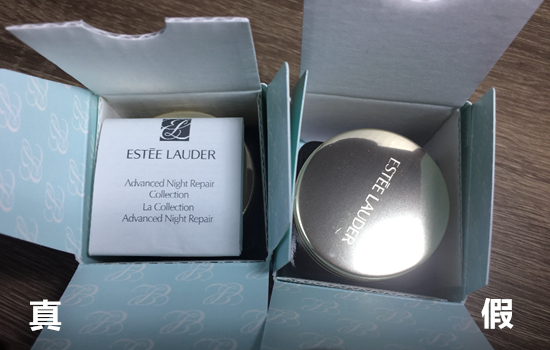 ESTĒE LAUDER
Advanced Night Repair
Collection
La Collection
Advanced Night Repair
ESTĒE LAUDER
真
假